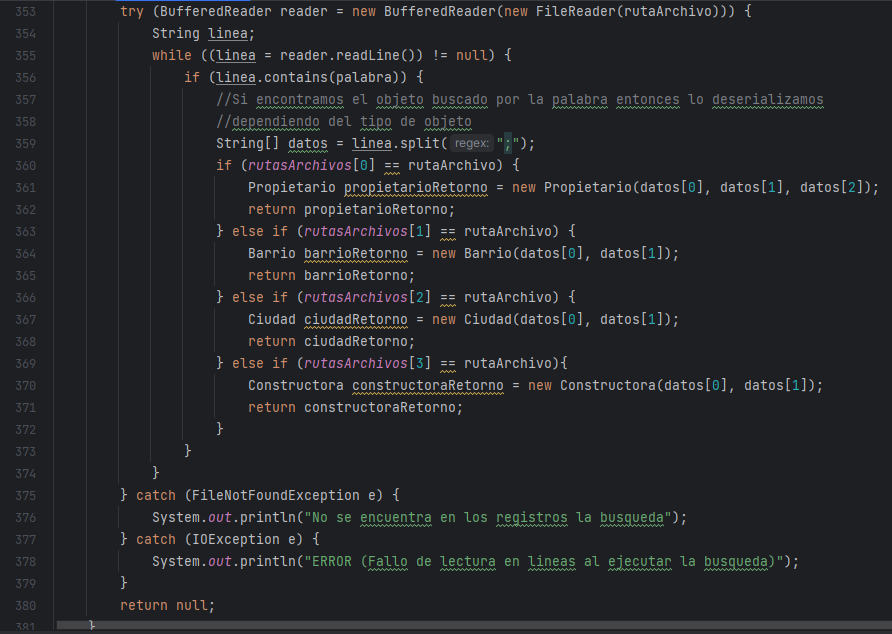 353 try (BufferedReader reader = new BufferedReader(new FileReader(rutaArchivo))) {
354 String linea;
355 while ((linea = reader.readLine()) != null) {
356 if (linea.contains(palabra)) {
357 //Si encontramos el objeto buscado por la palabra entonces lo deserializamos
358 //dependiendo del tipo de objeto
359 String[] datos = linea.split( regex: ";");
360 if (rutasArchivos[0] == rutaArchivo) {
361 Propietario propietarioRetorno = new Propietario(datos[0], datos[1], datos[2]);
362 return propietarioRetorno;
363 } else if (rutasArchivos[1] == rutaArchivo) {
364 Barrio barrioRetorno = new Barrio(datos[0], datos[1]);
365 return barrioRetorno;
366 } else if (rutasArchivos[2] == rutaArchivo) {
367 Ciudad ciudadRetorno = new Ciudad(datos[0], datos[1]);
368 return ciudadRetorno;
369 } else if (rutasArchivos[3] == rutaArchivo){
370 Constructora constructoraRetorno = new Constructora(datos[0], datos[1]);
371 return constructoraRetorno;
372 }
373 }
374 }
375 } catch (FileNotFoundException e) {
376 System.out.println("No se encuentra en los registros la busqueda");
377 } catch (IOException e) {
378 System.out.println("ERROR (Fallo de lectura en lineas al ejecutar la busqueda)");
379 }
380 return null;
381 }